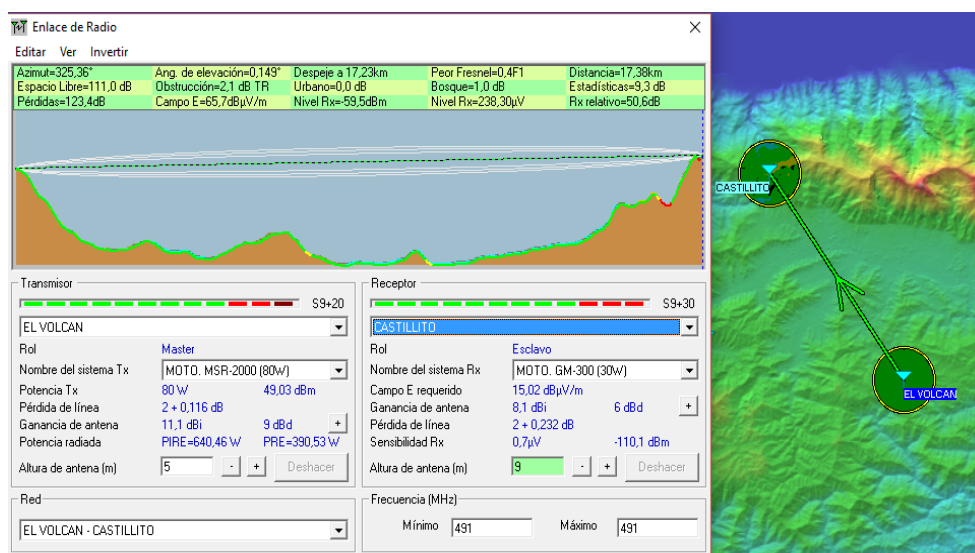 Enlace de Radio
Editar Ver Invertir
Azimut=325,36° Ang. de elevación=0,149° Despeje a 17,23km Peor Fresnel=0,4F1 Distancia=17,38km
Espacio Libre=111,0 dB Obstrucción=2,1 dB TR Urbano=0,0 dB Bosque=1,0 dB Estadísticas=9,3 dB
Pérdidas=123,4dB Campo E=65,7dBµV/m Nivel Rx=-59,5dBm Nivel Rx=238,30µV Rx relativo=50,6dB
Transmisor
S9+20
EL VOLCAN
Rol Master
Nombre del sistema Tx MOTO. MSR-2000 (80W)
Potencia Tx 80 W 49,03 dBm
Pérdida de línea 2 + 0,116 dB
Ganancia de antena 11,1 dBi 9 dBd +
Potencia radiada PIRE=640,46 W PRE=390,53 W
Altura de antena (m) 5 - + Deshacer
Red
EL VOLCAN - CASTILLITO
Receptor
S9+30
CASTILLITO
Rol Esclavo
Nombre del sistema Rx MOTO. GM-300 (30W)
Campo E requerido 15,02 dBµV/m
Ganancia de antena 8,1 dBi 6 dBd +
Pérdida de línea 2 + 0,232 dB
Sensibilidad Rx 0,7µV -110,1 dBm
Altura de antena (m) 9 - + Deshacer
Frecuencia (MHz)
Mínimo 491 Máximo 491
CASTILLITO
EL VOLCAN